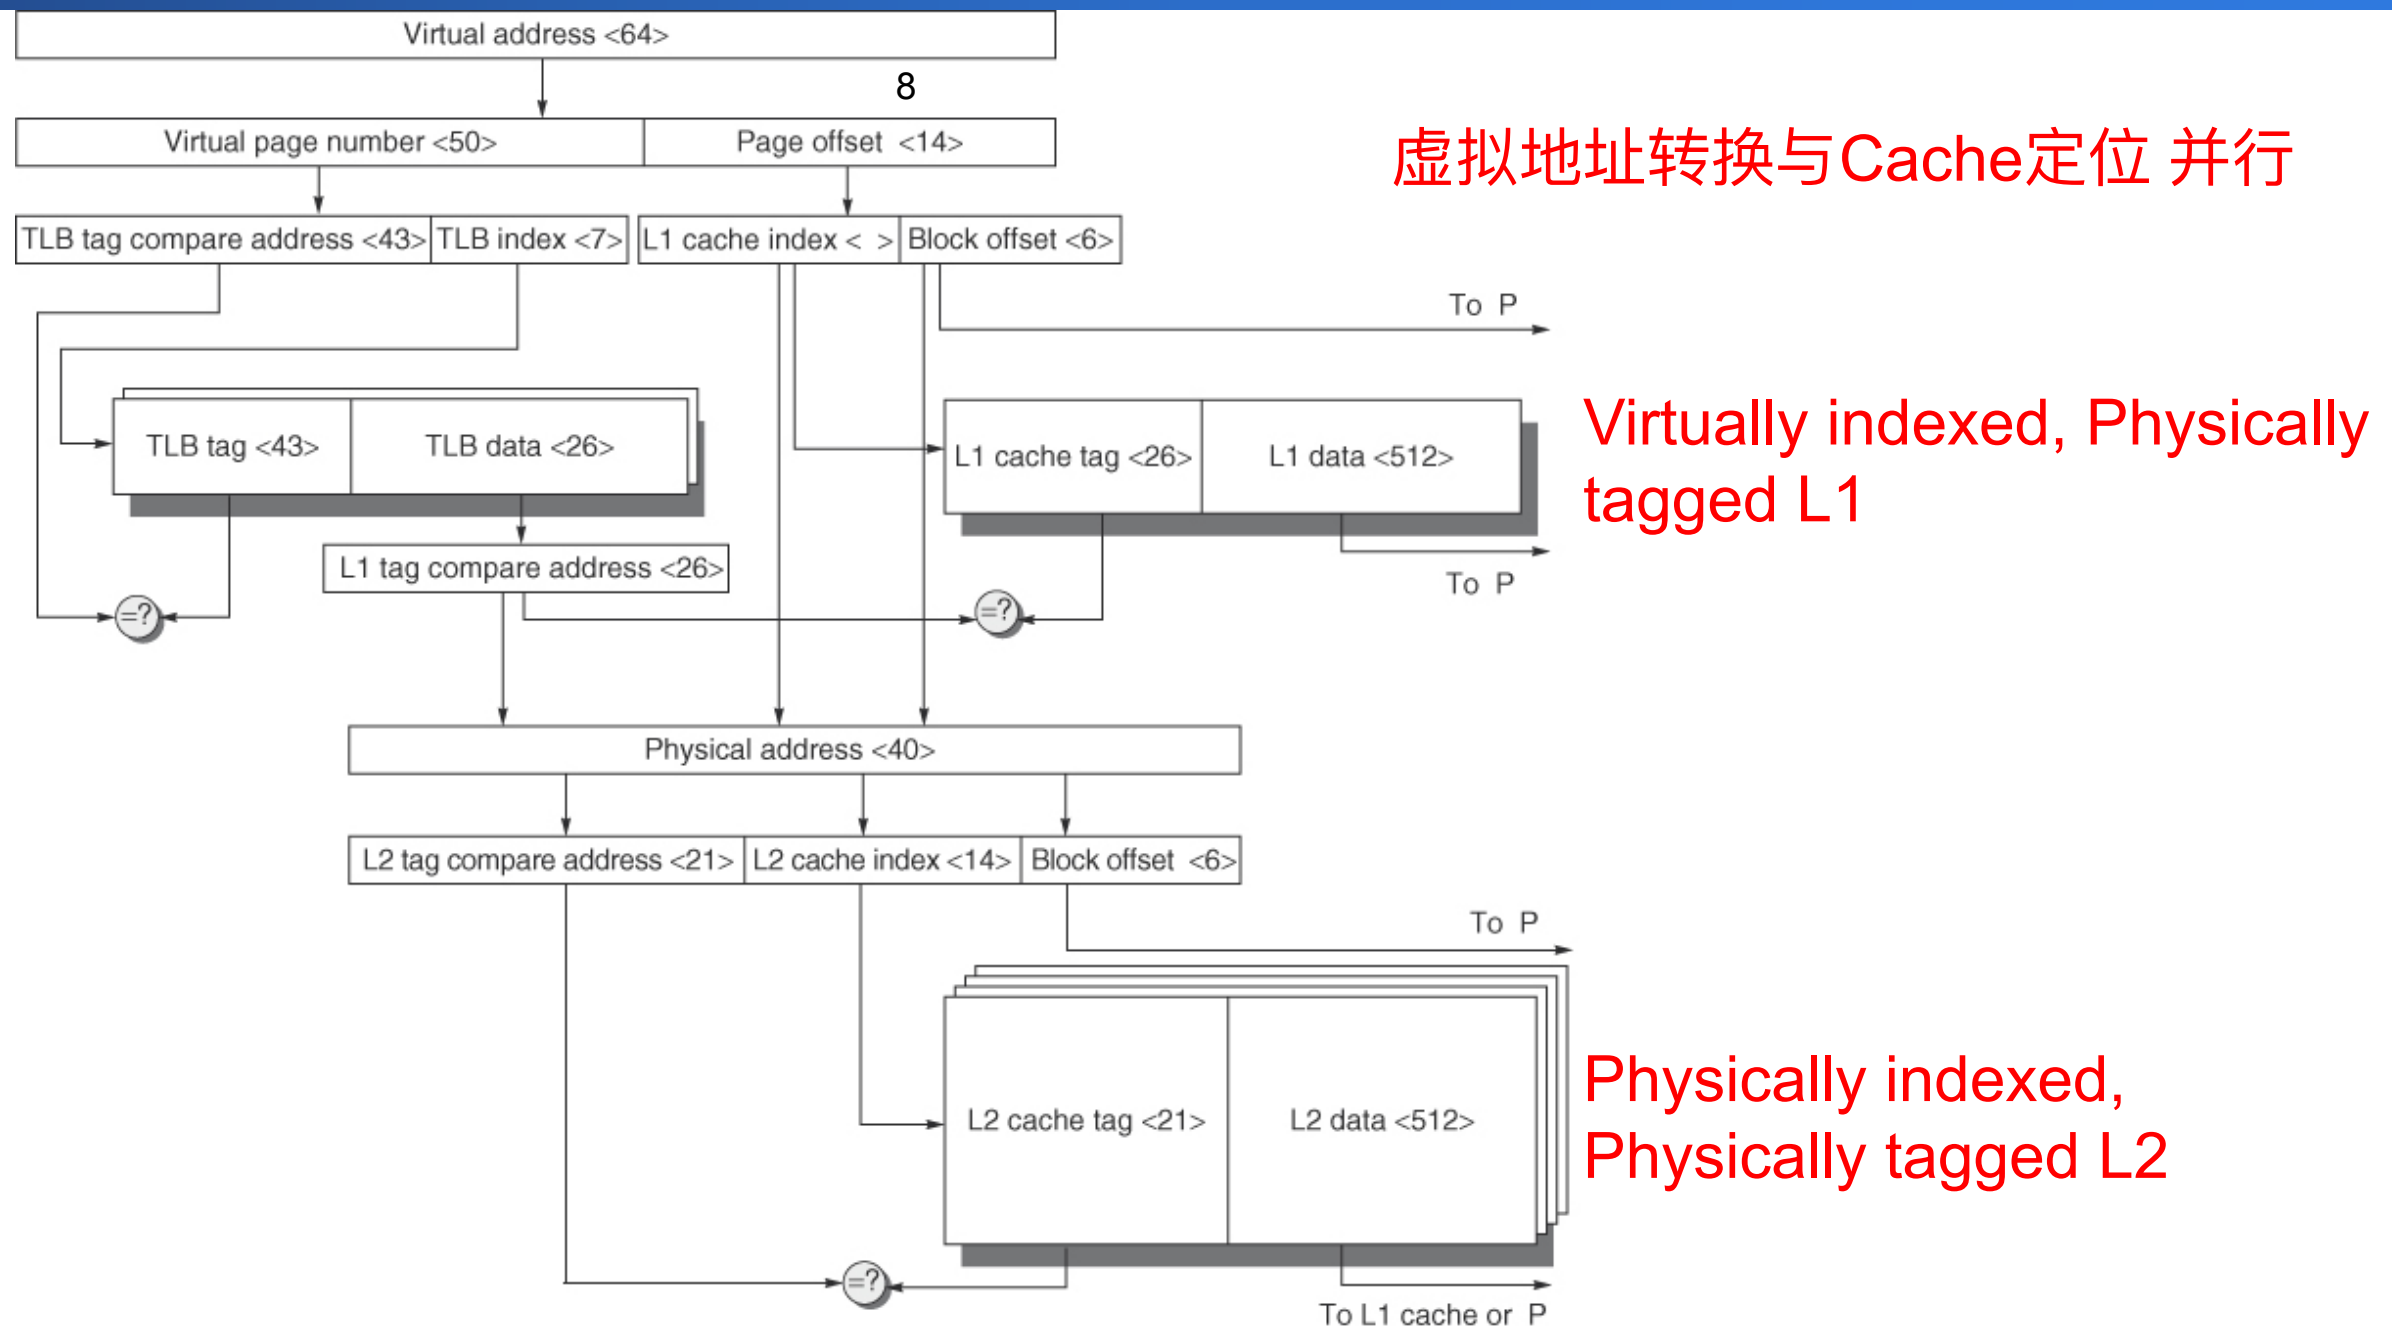 Virtual address <64>
8
Virtual page number <50> Page offset <14>
虚拟地址转换与Cache定位 并行
TLB tag compare address <43> TLB index <7> L1 cache index < > Block offset <6>
To P
TLB tag <43> TLB data <26>
L1 cache tag <26> L1 data <512>
Virtually indexed, Physically
tagged L1
L1 tag compare address <26>
To P
=?
=?
Physical address <40>
L2 tag compare address <21> L2 cache index <14> Block offset <6>
To P
L2 cache tag <21> L2 data <512>
Physically indexed,
Physically tagged L2
=?
To L1 cache or P